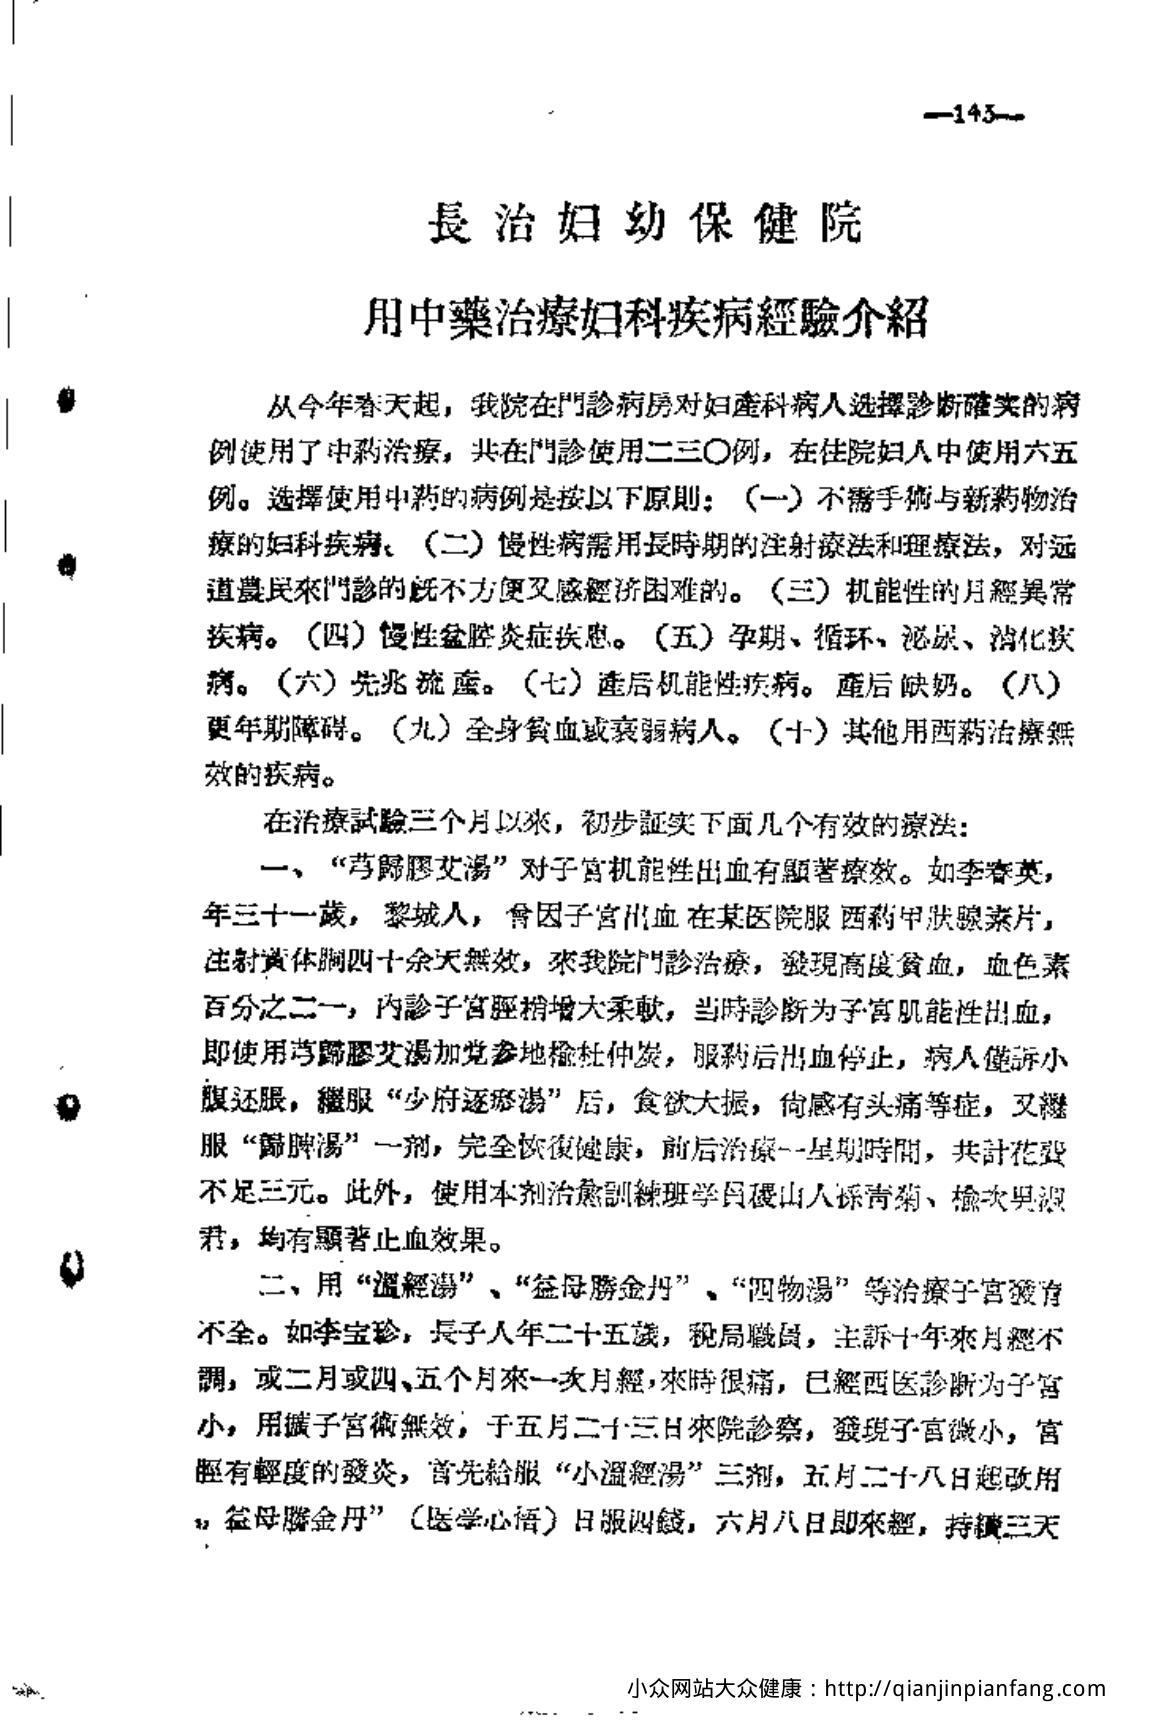 —143—
長治妇幼保健院
用中藥治療妇科疾病經驗介紹
从今年春天起，我院在門診病房对妇產科病人选擇診断確实的病
例使用了中药治療，共在門診使用二三〇例，在住院妇人中使用六五
例。选擇使用中药的病例是按以下原則：（一）不需手術与新药物治
療的妇科疾病、（二）慢性病需用長時期的注射療法和理療法，对远
道農民來門診的旣不方便又感經济困难的。（三）机能性的月經異常
疾病。（四）慢性盆腔炎症疾患。（五）孕期、循环、泌尿、消化疾
病。（六）先兆流產。（七）產后机能性疾病。產后缺奶。（八）
更年期障碍。（九）全身貧血或衰弱病人。（十）其他用西药治療無
效的疾病。
在治療試驗三个月以來，初步証实下面几个有效的療法：
一、“芎歸膠艾湯”对子宮机能性出血有顯著療效。如李春英，
年三十一歲，黎城人，曾因子宮出血在某医院服西药甲狀腺素片，
注射黃体胴四十余天無效，來我院門診治療，發現高度貧血，血色素
百分之二一，內診子宮脛稍增大柔軟，当時診断为子宮肌能性出血，
即使用芎歸膠艾湯加党参地榆杜仲炭，服药后出血停止，病人僅訴小
腹还脹，繼服“少府逐瘀湯”后，食欲大振，尙感有头痛等症，又繼
服“歸脾湯”一剂，完全恢復健康，前后治療一星期時間，共計花費
不足三元。此外，使用本剂治愈訓練班学員稷山人孫青菊、榆次吳淑
君，均有顯著止血效果。
二、用“溫經湯”、“益母勝金丹”、“四物湯”等治療子宮發育
不全。如李宝珍，長子人年二十五歲，稅局職員，主訴十年來月經不
調，或二月或四、五个月來一次月經，來時很痛，已經西医診断为子宮
小，用擴子宮術無效，于五月二十三日來院診察，發現子宮微小，宮
脛有輕度的發炎，首先給服“小溫經湯”三剂，五月二十八日起改用
“益母勝金丹”（医学心悟）日服四錢，六月八日即來經，持續三天
小众网站大众健康：http://qianjinpianfang.com